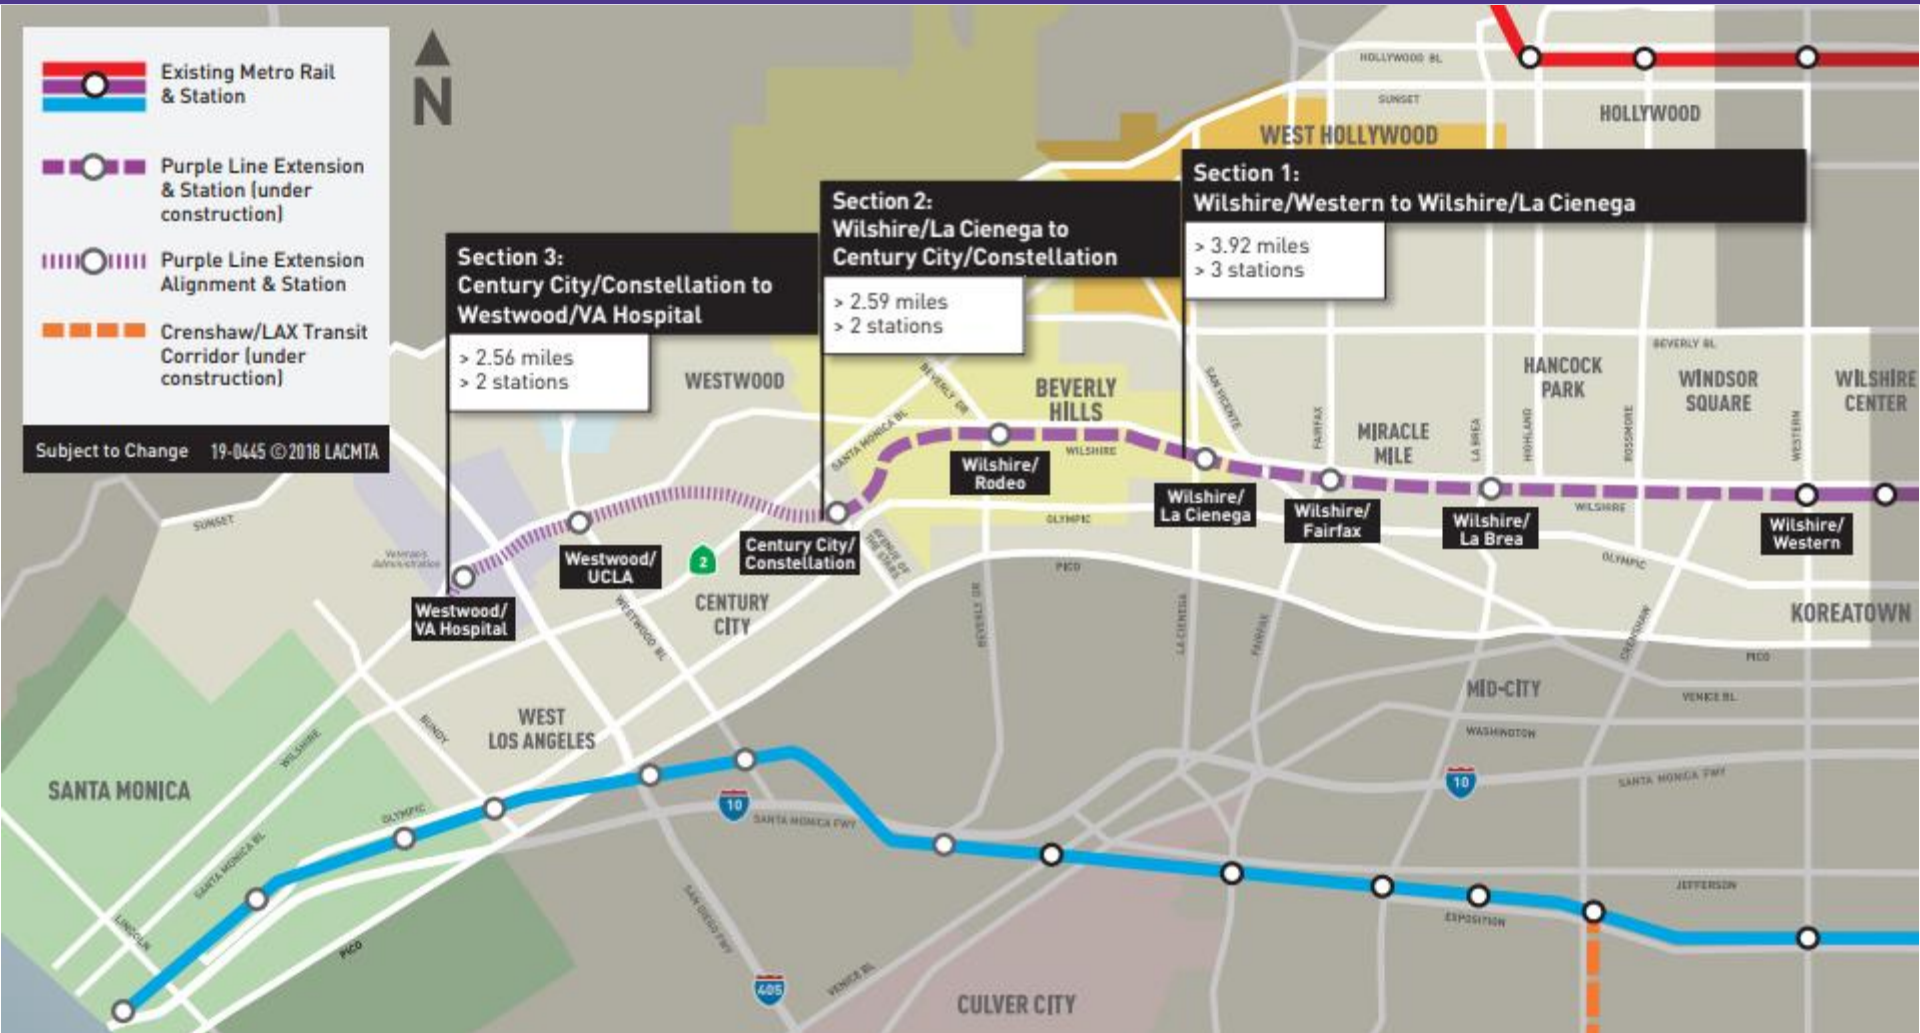 Existing Metro Rail
& Station
Purple Line Extension
& Station (under
construction)
Purple Line Extension
Alignment & Station
Crenshaw/LAX Transit
Corridor (under
construction)
Subject to Change 19-0445 ©2018 LACMTA
N
HOLLYWOOD BL
SUNSET
HOLLYWOOD
WEST HOLLYWOOD
Section 1:
Wilshire/Western to Wilshire/La Cienega
> 3.92 miles
> 3 stations
Section 2:
Wilshire/La Cienega to
Century City/Constellation
> 2.59 miles
> 2 stations
Section 3:
Century City/Constellation to
Westwood/VA Hospital
> 2.56 miles
> 2 stations
WESTWOOD
BEVERLY DR
SANTA MONICA BL
BEVERLY
HILLS
WILSHIRE
SAN VICENTE
FAIRFAX
MIRACLE
MILE
LA BREA
HIGHLAND
HANCOCK
PARK
ROSSMORE
BEVERLY BL
WINDSOR
SQUARE
WESTERN
WILSHIRE
CENTER
Wilshire/
Rodeo
Wilshire/
La Cienega
Wilshire/
Fairfax
Wilshire/
La Brea
WILSHIRE
Wilshire/
Western
SUNSET
Veteran's
Administration
Westwood/
VA Hospital
Westwood/
UCLA
2
Century City/
Constellation
AVENUE OF
THE STARS
OLYMPIC
PICO
OLYMPIC
CENTURY
CITY
WESTWOOD BL
BEVERLY DR
LA CIENEGA
FAIRFAX
CRENSHAW
KOREATOWN
PICO
MID-CITY
VENICE BL
WASHINGTON
WEST
LOS ANGELES
BUNDY
WILSHIRE
SANTA MONICA
OLYMPIC
10
SANTA MONICA FWY
10
SANTA MONICA FWY
SANTA MONICA BL
LINCOLN
PICO
SAN DIEGO FWY
405
VENICE BL
CULVER CITY
EXPOSITION
JEFFERSON